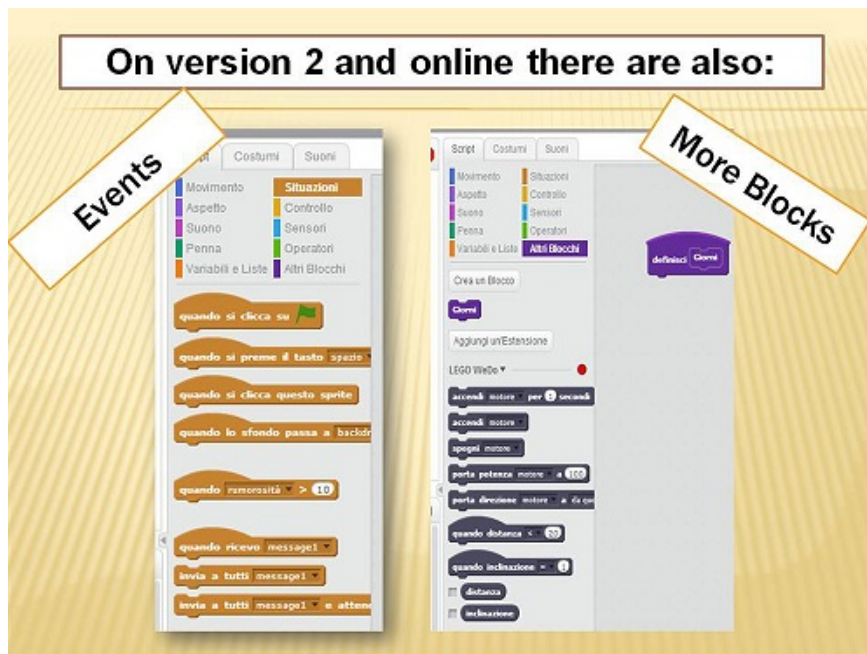 On version 2 and online there are also:
Events
Costumi Suoni
Movimento Situazioni
Aspetto Controllo
Suono Sensori
Penna Operatori
Variabili e Liste Altri Blocchi
quando si clicca su
quando si preme il tasto spazio
quando si clicca questo sprite
quando lo sfondo passa a backdr
quando rumorosità > 10
quando ricevo message1
invia a tutti message1
invia a tutti message1 e attend
More Blocks
Script Costumi Suoni
Movimento Situazioni
Aspetto Controllo
Suono Sensori
Penna Operatori
Variabili e Liste Altri Blocchi
Crea un Blocco
Aggiungi un'Estensione
LEGO WeDo
accendi motore per 1 secondi
accendi motore
spegni motore
porta potenza motore a 100
porta direzione motore a da que
quando distanza < 20
quando inclinazione = 1
distanza
inclinazione
definisci